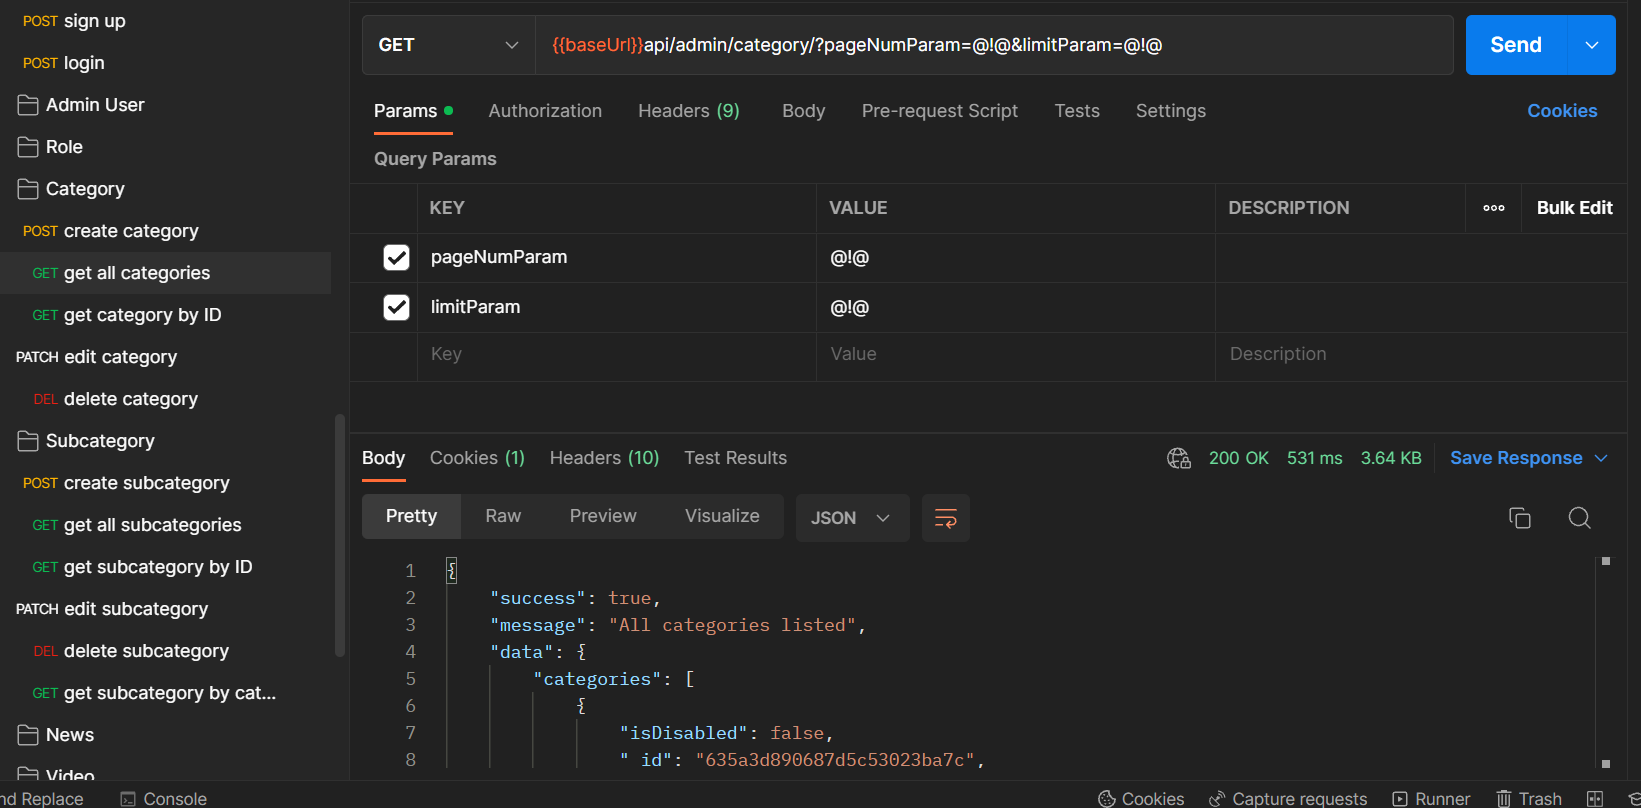 POST sign up
POST login
Admin User
Role
Category
POST create category
GET get all categories
GET get category by ID
PATCH edit category
DEL delete category
Subcategory
POST create subcategory
GET get all subcategories
GET get subcategory by ID
PATCH edit subcategory
DEL delete subcategory
GET get subcategory by cat...
News
Video
GET {{baseUrl}}api/admin/category/?pageNumParam=@!@&limitParam=@!@ Send
Params Authorization Headers (9) Body Pre-request Script Tests Settings Cookies
Query Params
KEY VALUE DESCRIPTION Bulk Edit
pageNumParam @!@
limitParam @!@
Key Value Description
Body Cookies (1) Headers (10) Test Results 200 OK 531 ms 3.64 KB Save Response
Pretty Raw Preview Visualize JSON
1 {
2 "success": true,
3 "message": "All categories listed",
4 "data": {
5 "categories": [
6 {
7 "isDisabled": false,
8 "_id": "635a3d890687d5c53023ba7c",
nd Replace Console Cookies Capture requests Runner Trash